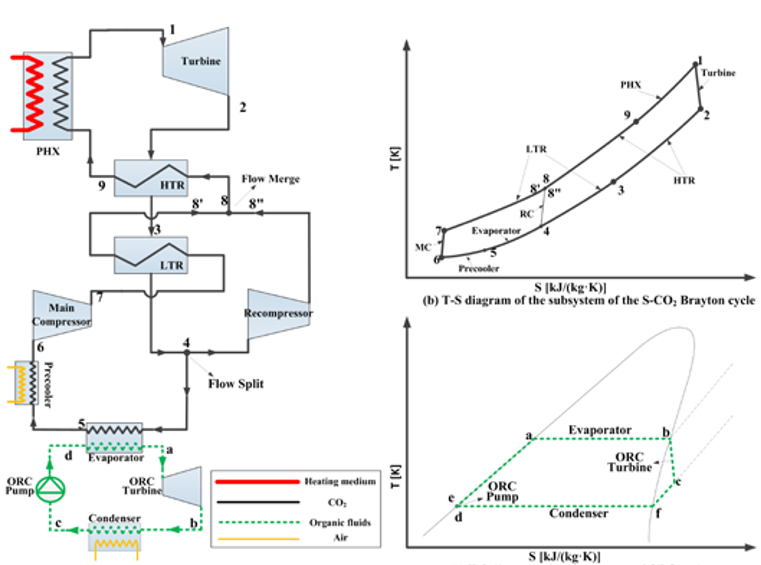 1
Turbine
2
PHX
HTR
9
Flow Merge
8'
8
8"
3
LTR
7
Main
Compressor
Recompressor
6
4
Flow Split
Precooler
5
d
a
Evaporator
ORC
Pump
ORC
Turbine
c
Condenser
b
Heating medium
CO₂
Organic fluids
Air
T [K]
1
Turbine
PHX
2
9
LTR
HTR
8
8'
8"
3
RC
7
Evaporator
4
MC
5
6
Precooler
S [kJ/(kg·K)]
(b) T-S diagram of the subsystem of the S-CO₂ Brayton cycle
T [K]
Evaporator
a
b
ORC
Turbine
c
e
ORC
Pump
d
Condenser
f
S [kJ/(kg·K)]